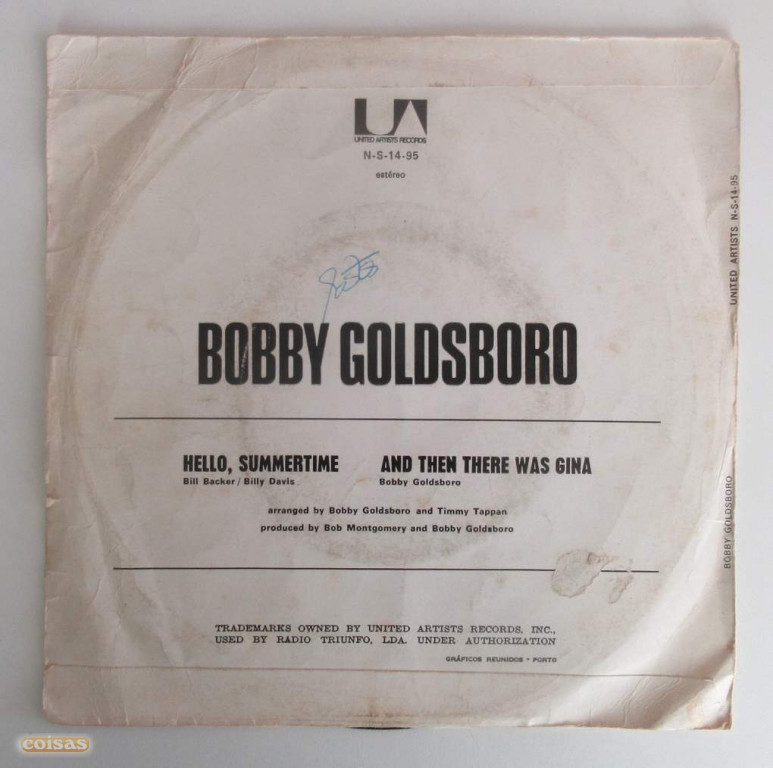 UA
UNITED ARTISTS RECORDS
N-S-14-95
estéreo
BOBBY GOLDSBORO
HELLO, SUMMERTIME
Bill Backer / Billy Davis
AND THEN THERE WAS GINA
Bobby Goldsboro
arranged by Bobby Goldsboro and Timmy Tappan
produced by Bob Montgomery and Bobby Goldsboro
TRADEMARKS OWNED BY UNITED ARTISTS RECORDS, INC.,
USED BY RADIO TRIUNFO, LDA. UNDER AUTHORIZATION
GRÁFICOS REUNIDOS - PORTO
UNITED ARTISTS N-S-14-95
BOBBY GOLDSBORO
coisas